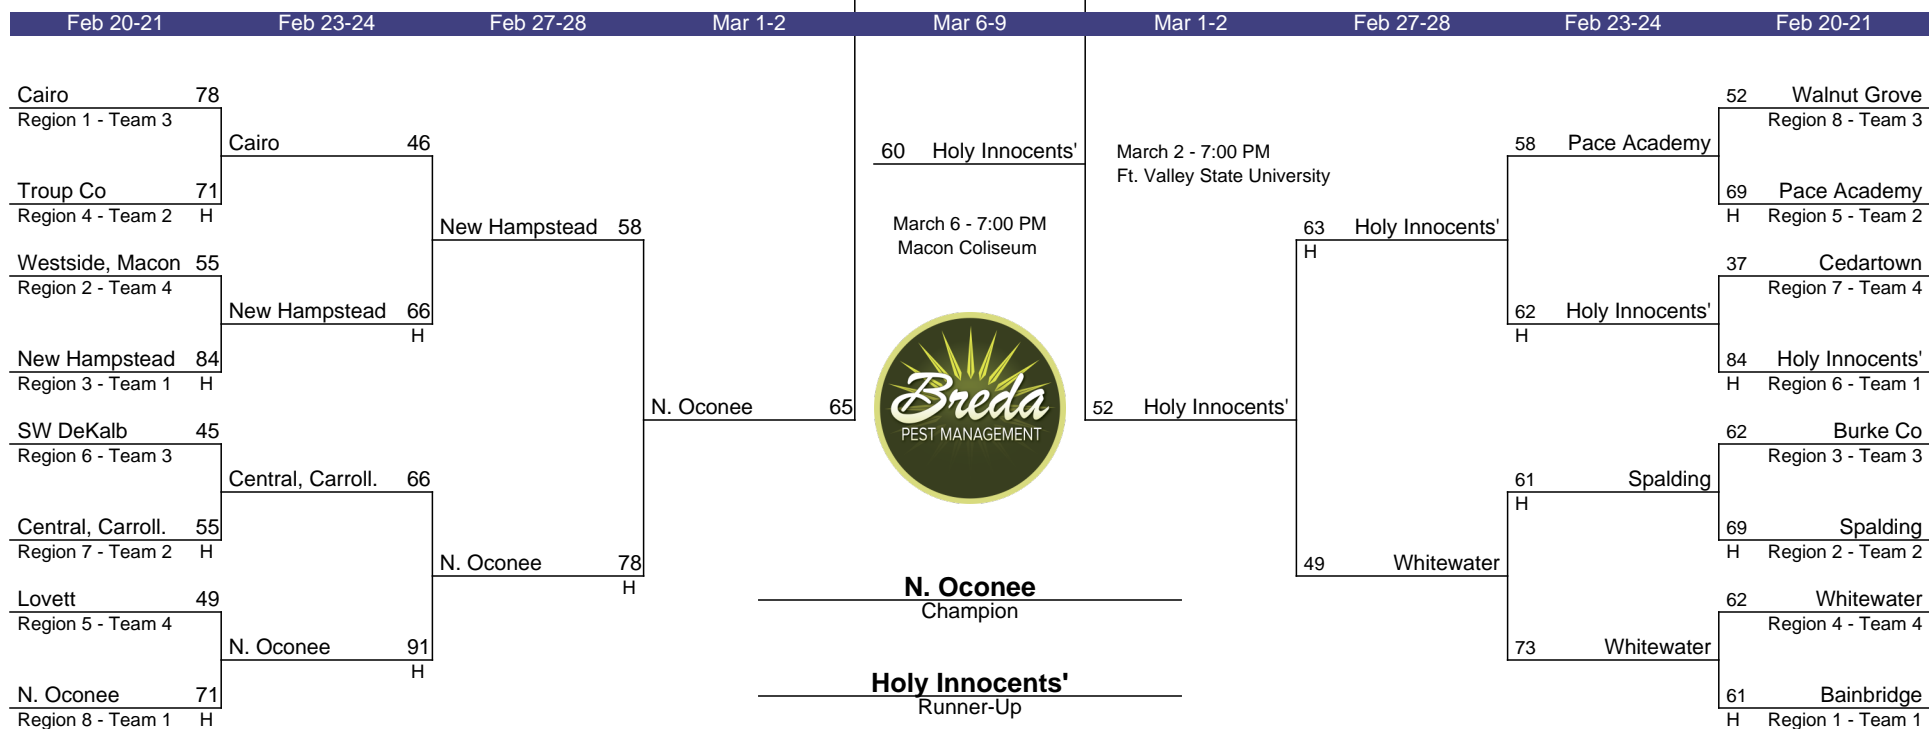 Feb 20-21 Feb 23-24 Feb 27-28 Mar 1-2 Mar 6-9 Mar 1-2 Feb 27-28 Feb 23-24 Feb 20-21
Cairo 78
Region 1 - Team 3
Cairo 46
Troup Co 71
Region 4 - Team 2 H
New Hampstead 58
Westside, Macon 55
Region 2 - Team 4
New Hampstead 66
H
New Hampstead 84
Region 3 - Team 1 H
N. Oconee 65
SW DeKalb 45
Region 6 - Team 3
Central, Carroll. 66
Central, Carroll. 55
Region 7 - Team 2 H
N. Oconee 78
H
Lovett 49
Region 5 - Team 4
N. Oconee 91
H
N. Oconee 71
Region 8 - Team 1 H
60 Holy Innocents'
March 6 - 7:00 PM
Macon Coliseum
Breda
PEST MANAGEMENT
N. Oconee
Champion
Holy Innocents'
Runner-Up
March 2 - 7:00 PM
Ft. Valley State University
52 Holy Innocents'
63 Holy Innocents'
H
49 Whitewater
58 Pace Academy
62 Holy Innocents'
H
61 Spalding
H
73 Whitewater
52 Walnut Grove
Region 8 - Team 3
69 Pace Academy
H Region 5 - Team 2
37 Cedartown
Region 7 - Team 4
84 Holy Innocents'
H Region 6 - Team 1
62 Burke Co
Region 3 - Team 3
69 Spalding
H Region 2 - Team 2
62 Whitewater
Region 4 - Team 4
61 Bainbridge
H Region 1 - Team 1